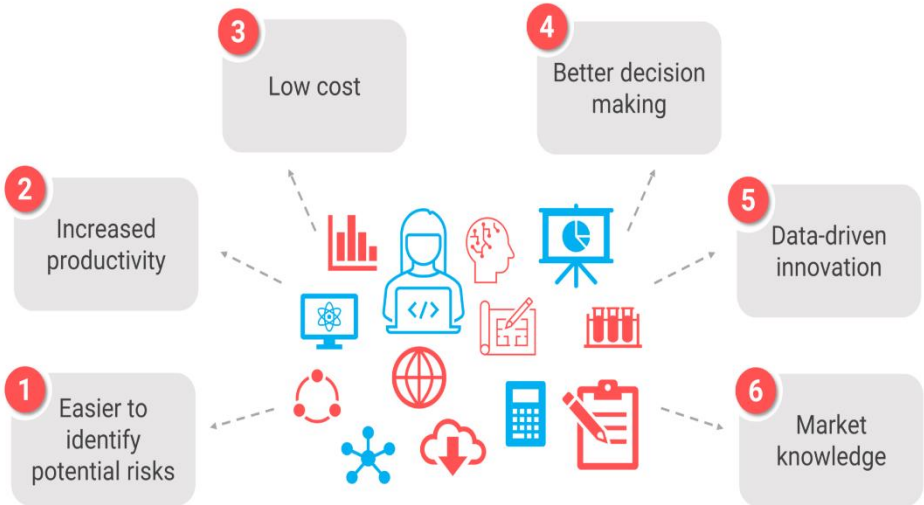 1
Easier to
identify
potential risks
2
Increased
productivity
3
Low cost
4
Better decision
making
5
Data-driven
innovation
6
Market
knowledge
</>